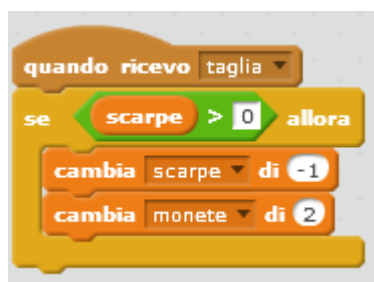 quando ricevo taglia
se scarpe > 0 allora
cambia scarpe di -1
cambia monete di 2